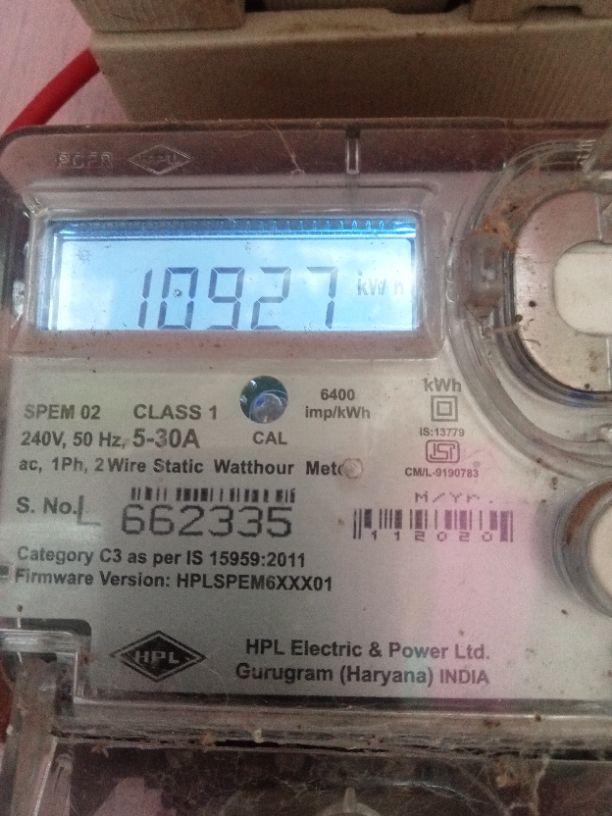 HPL
10927 kWh
SPEM 02 CLASS 1 6400 imp/kWh
240V, 50 Hz, 5-30A CAL
kWh
IS:13779
ISI
CM/L-9190783
ac, 1Ph, 2 Wire Static Watthour Meter
S. No. L 662335
M/Yr.
112020
Category C3 as per IS 15959:2011
Firmware Version: HPLSPEM6XXX01
HPL
HPL Electric & Power Ltd.
Gurugram (Haryana) INDIA